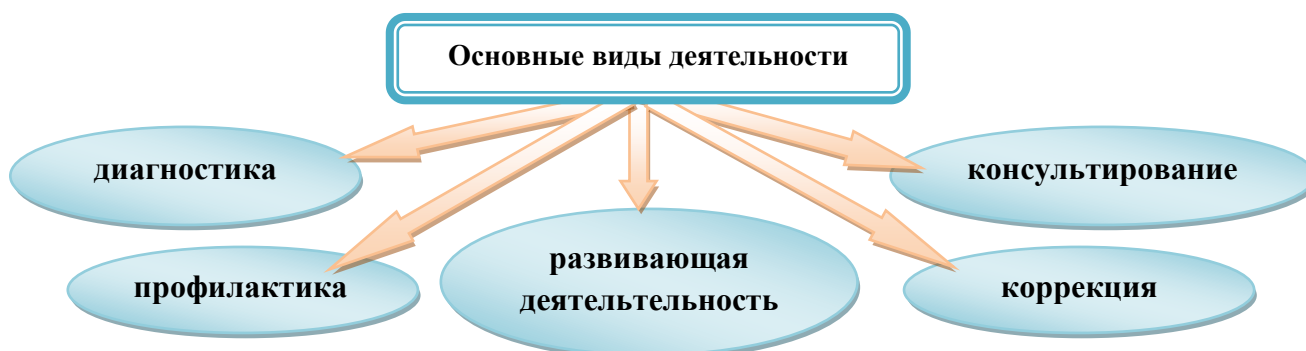 Основные виды деятельности
диагностика
консультирование
профилактика
развивающая
деятельтельность
коррекция